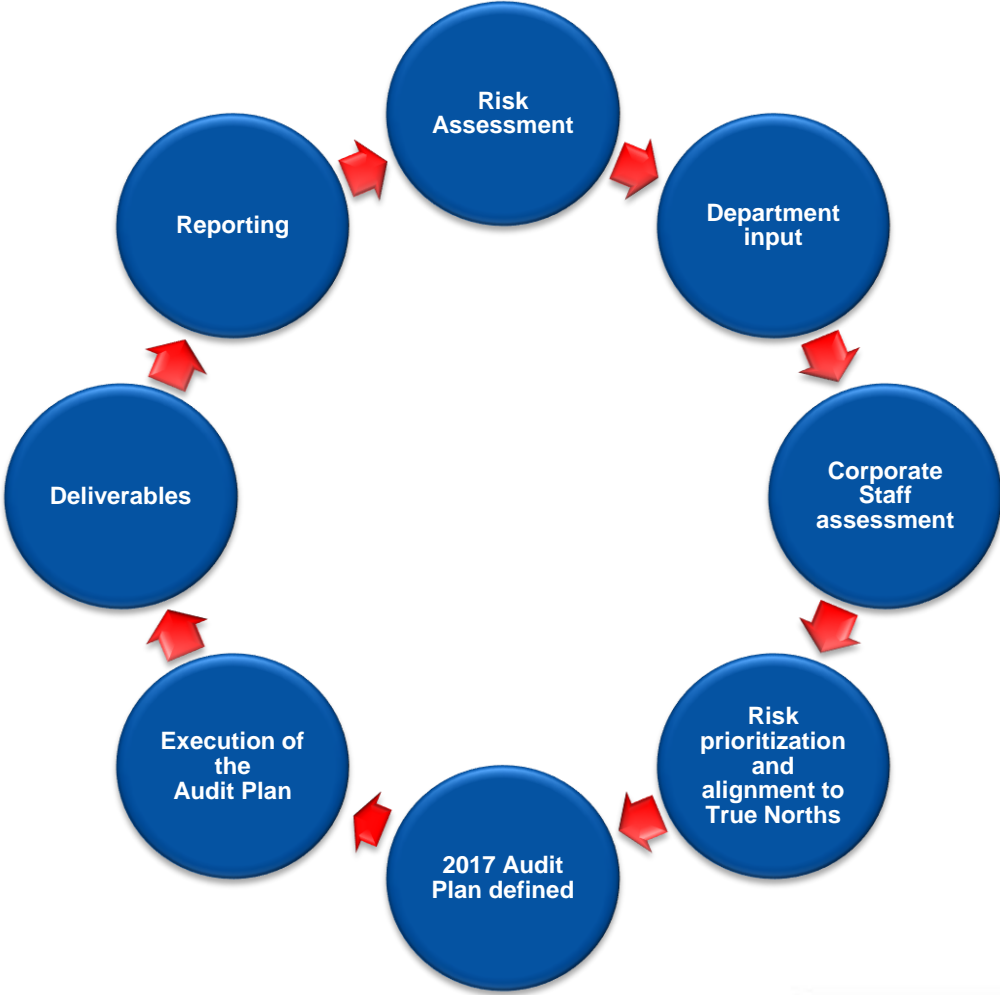 Risk
Assessment
Department
input
Corporate
Staff
assessment
Risk
prioritization
and
alignment to
True Norths
2017 Audit
Plan defined
Execution of
the
Audit Plan
Deliverables
Reporting